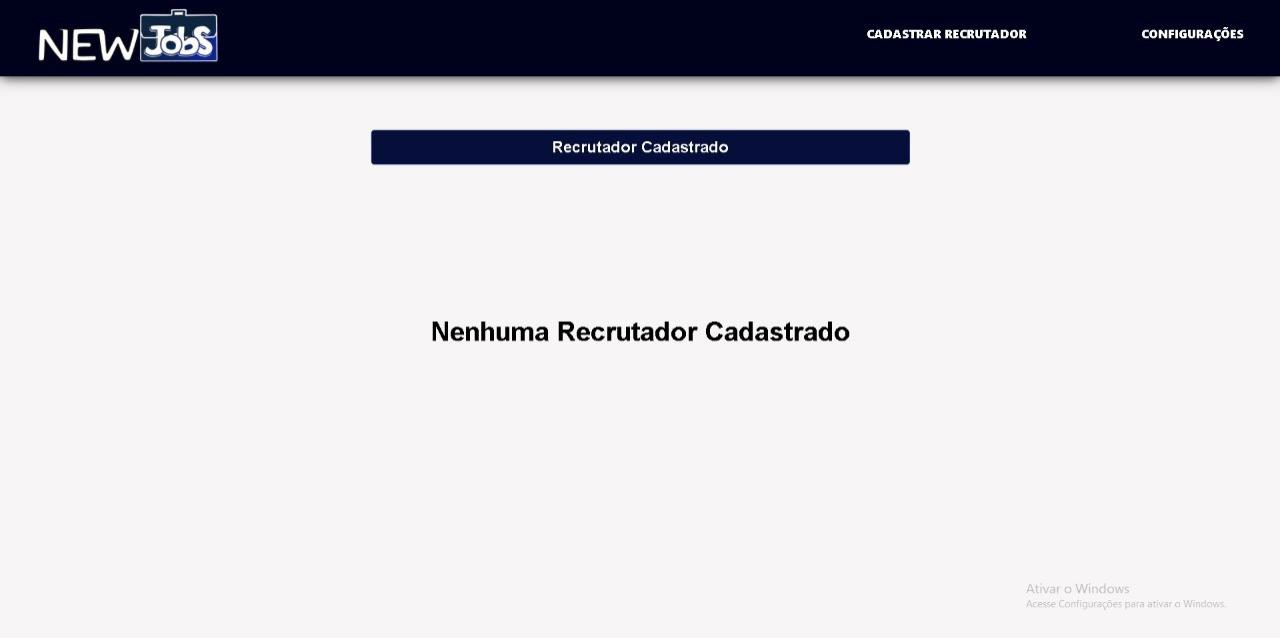 NEW Jobs
CADASTRAR RECRUTADOR
CONFIGURAÇÕES
Recrutador Cadastrado
Nenhuma Recrutador Cadastrado
Ativar o Windows
Acesse Configurações para ativar o Windows.